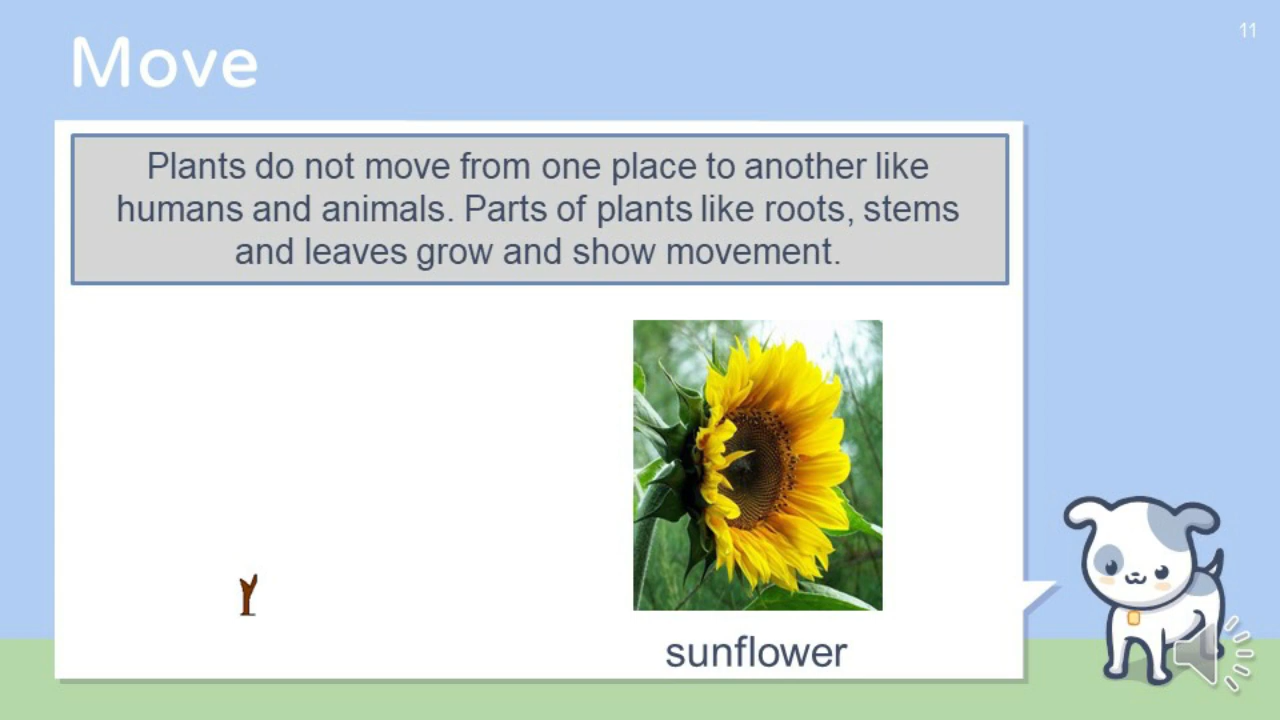 11
Move
Plants do not move from one place to another like
humans and animals. Parts of plants like roots, stems
and leaves grow and show movement.
sunflower